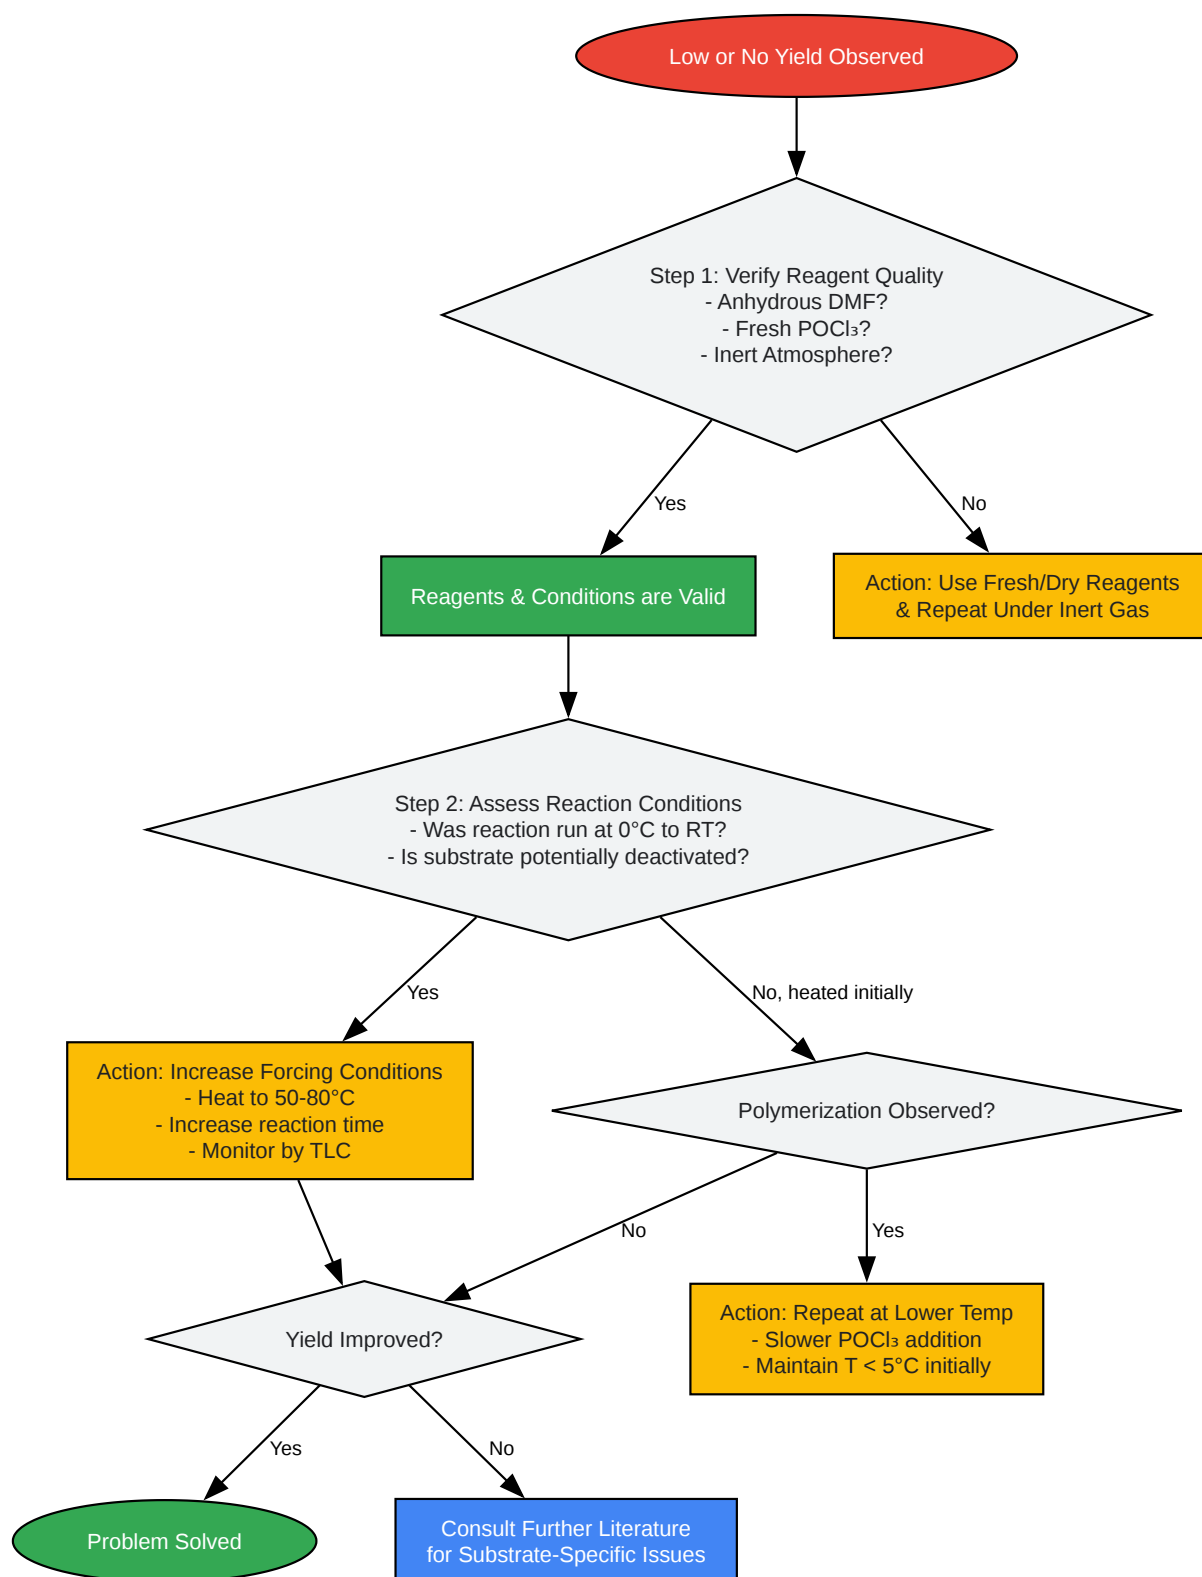 Low or No Yield Observed
Step 1: Verify Reagent Quality
- Anhydrous DMF?
- Fresh POCl₃?
- Inert Atmosphere?
Yes
No
Reagents & Conditions are Valid
Action: Use Fresh/Dry Reagents
& Repeat Under Inert Gas
Step 2: Assess Reaction Conditions
- Was reaction run at 0°C to RT?
- Is substrate potentially deactivated?
Yes
No, heated initially
Action: Increase Forcing Conditions
- Heat to 50-80°C
- Increase reaction time
- Monitor by TLC
Polymerization Observed?
No
Yes
Yield Improved?
Action: Repeat at Lower Temp
- Slower POCl₃ addition
- Maintain T < 5°C initially
Yes
No
Problem Solved
Consult Further Literature
for Substrate-Specific Issues